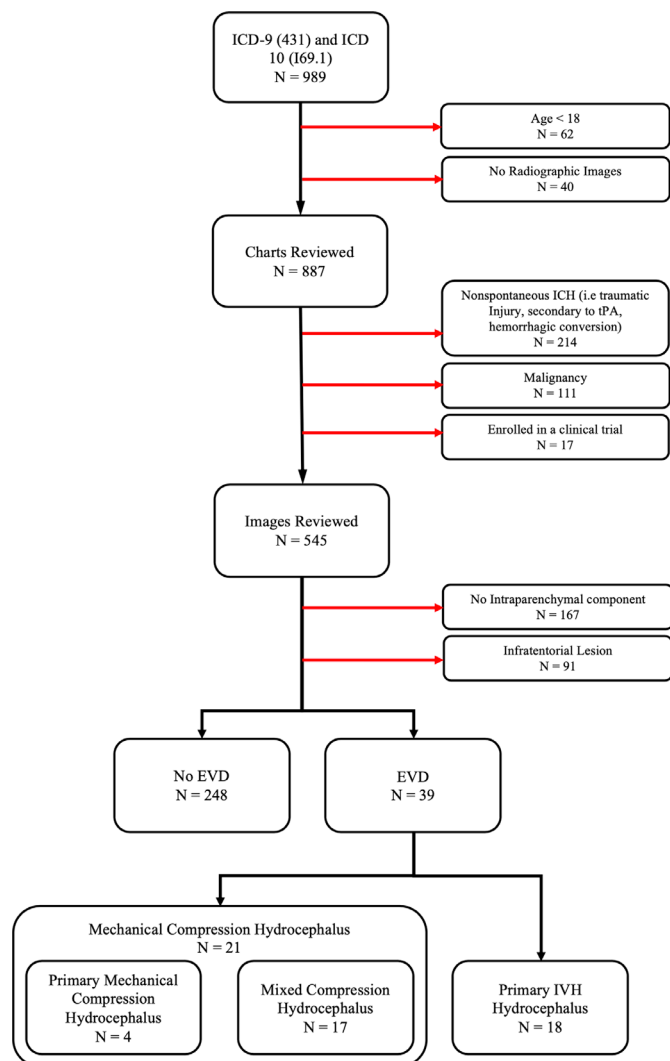 ICD-9 (431) and ICD
10 (I69.1)
N = 989
Age < 18
N = 62
No Radiographic Images
N = 40
Charts Reviewed
N = 887
Nonspontaneous ICH (i.e traumatic
Injury, secondary to tPA,
hemorrhagic conversion)
N = 214
Malignancy
N = 111
Enrolled in a clinical trial
N = 17
Images Reviewed
N = 545
No Intraparenchymal component
N = 167
Infratentorial Lesion
N = 91
No EVD
N = 248
EVD
N = 39
Mechanical Compression Hydrocephalus
N = 21
Primary Mechanical
Compression
Hydrocephalus
N = 4
Mixed Compression
Hydrocephalus
N = 17
Primary IVH
Hydrocephalus
N = 18